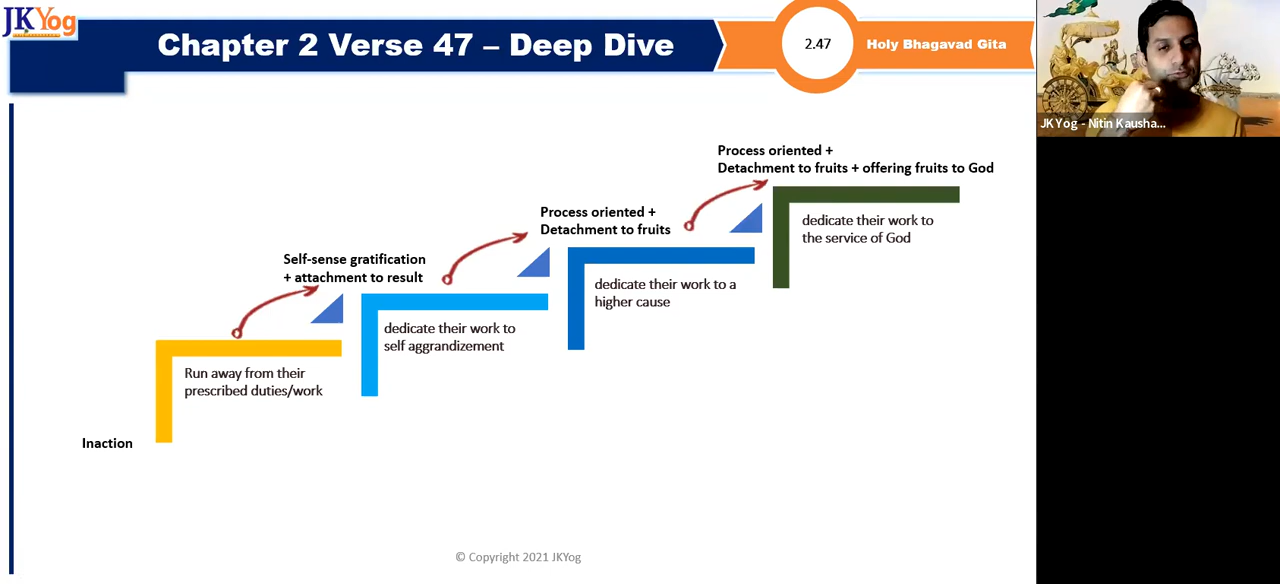 JKYog
Chapter 2 Verse 47 – Deep Dive
2.47
Holy Bhagavad Gita
JKYog - Nitin Kausha...
Process oriented +
Detachment to fruits + offering fruits to God
dedicate their work to
the service of God
Process oriented +
Detachment to fruits
dedicate their work to a
higher cause
Self-sense gratification
+ attachment to result
dedicate their work to
self aggrandizement
Run away from their
prescribed duties/work
Inaction
© Copyright 2021 JKYog